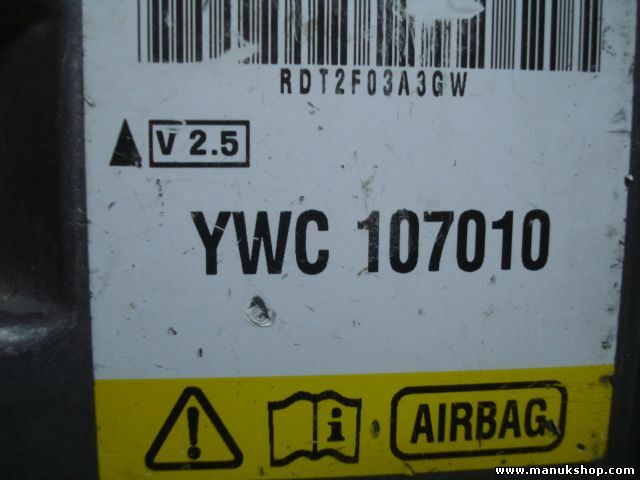 RDT2F03A3GW
V 2.5
YWC 107010
AIRBAG
www.manukshop.com